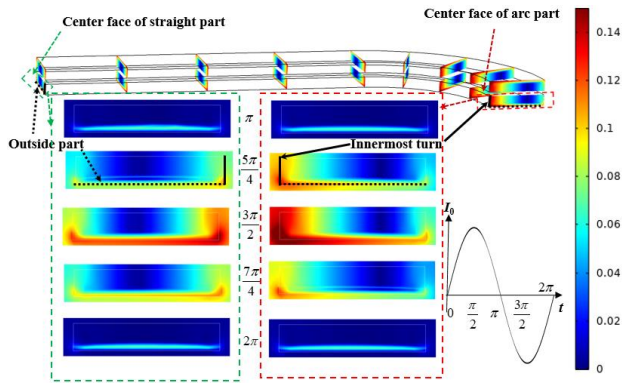 Center face of straight part
Center face of arc part
0.14
0.12
0.1
0.08
0.06
0.04
0.02
0
Outside part
Innermost turn
π
5π/4
3π/2
7π/4
2π
I₀
0 π/2 π 3π/2 2π
t